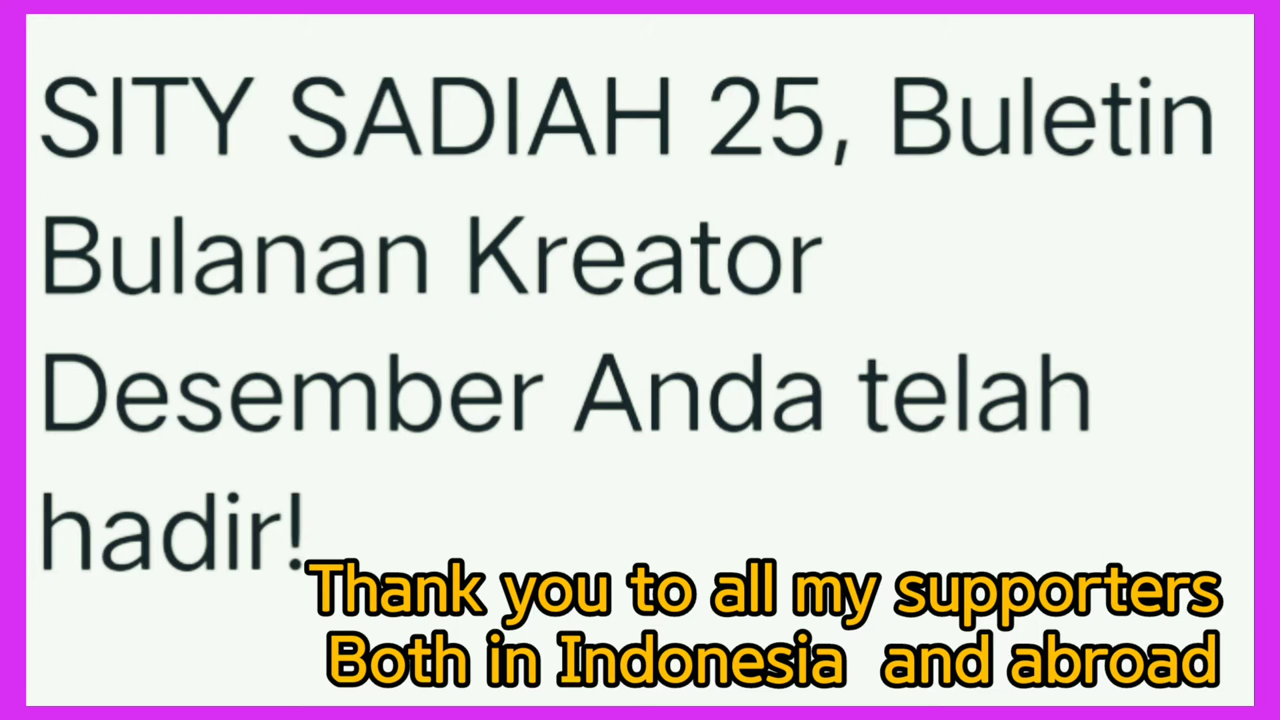 SITY SADIAH 25, Buletin
Bulanan Kreator
Desember Anda telah
hadir!
Thank you to all my supporters
Both in Indonesia and abroad